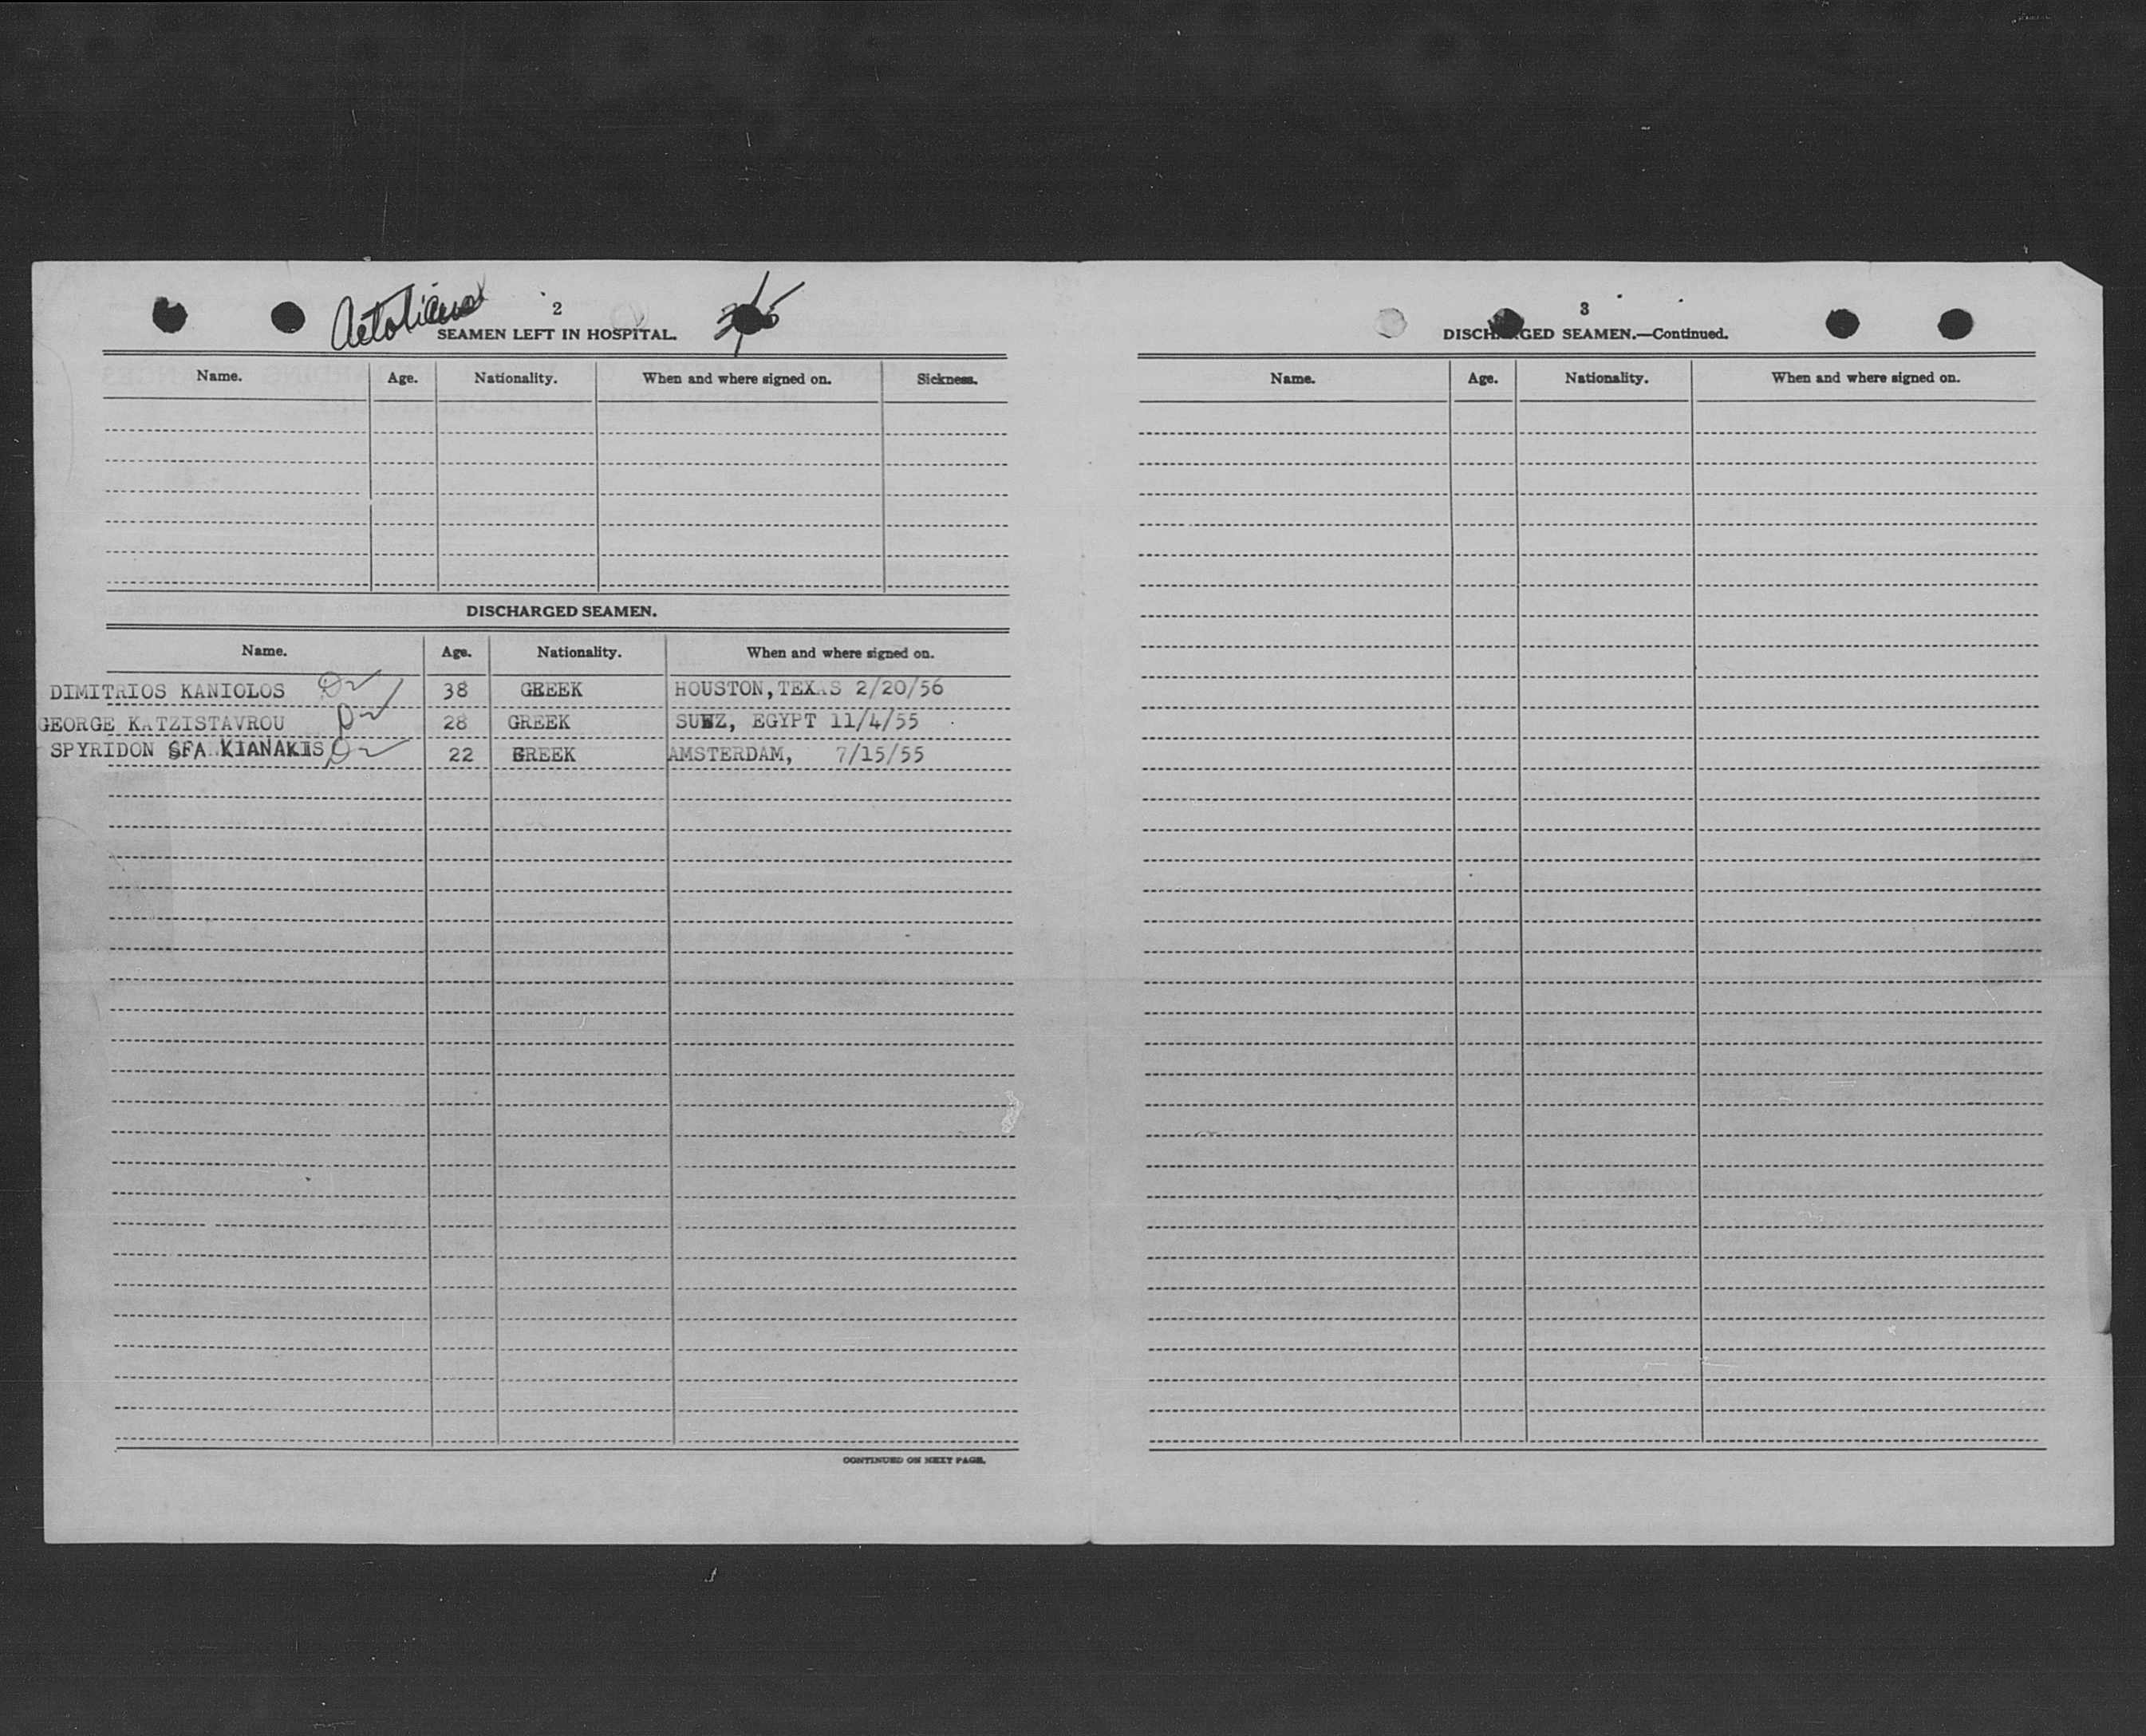 2
SEAMEN LEFT IN HOSPITAL.
Name. Age. Nationality. When and where signed on. Sickness.
DISCHARGED SEAMEN.
Name. Age. Nationality. When and where signed on.
DIMITRIOS KANIOLOS 38 GREEK HOUSTON, TEXAS 2/20/56
GEORGE KATZISTAVROU 28 GREEK SUEZ, EGYPT 11/4/55
SPYRIDON SFAKIANAKIS 22 GREEK AMSTERDAM, 7/15/55
CONTINUED ON NEXT PAGE.
3
DISCHARGED SEAMEN.—Continued.
Name. Age. Nationality. When and where signed on.